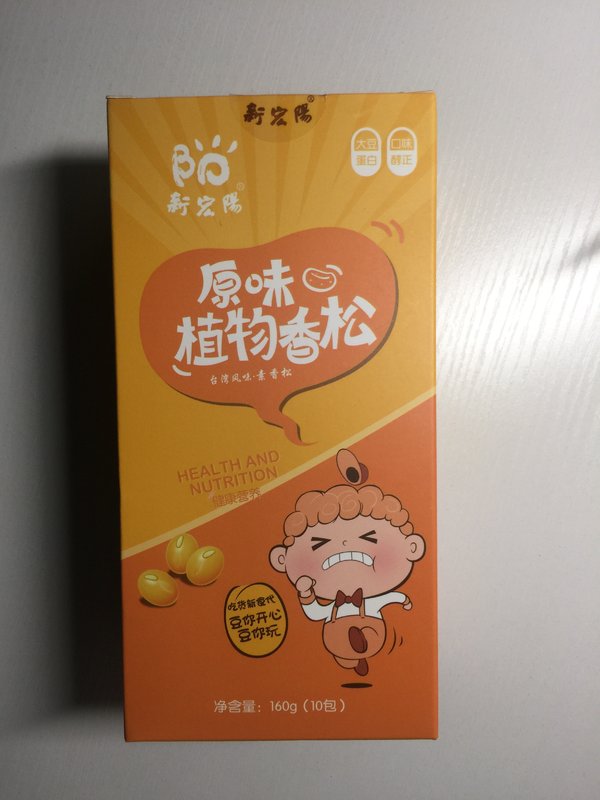 新宏陽®
大豆
蛋白
口味
酵正
阳
新宏陽®
原味
植物香松
台湾风味·素香松
HEALTH AND
NUTRITION
健康营养
吃货新食代
豆你开心
豆你玩
净含量：160g（10包）